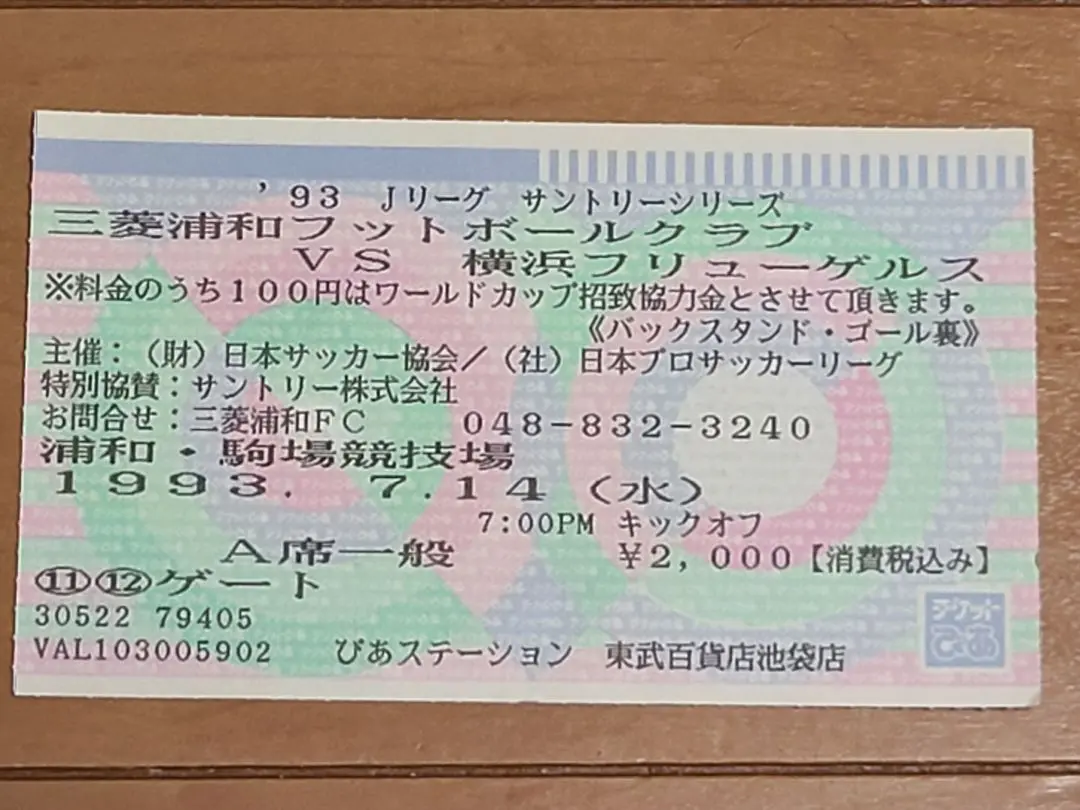 '93 Jリーグ サントリーシリーズ
三菱浦和フットボールクラブ
VS 横浜フリューゲルス
※料金のうち100円はワールドカップ招致協力金とさせて頂きます。
《バックスタンド・ゴール裏》
主催：（財）日本サッカー協会／（社）日本プロサッカーリーグ
特別協賛：サントリー株式会社
お問合せ：三菱浦和FC 048-832-3240
浦和・駒場競技場
1993. 7.14（水）
7:00PM キックオフ
A席一般 ¥2,000【消費税込み】
⑪⑫ゲート
30522 79405
VAL103005902 ぴあステーション 東武百貨店池袋店
チケット
ぴあ